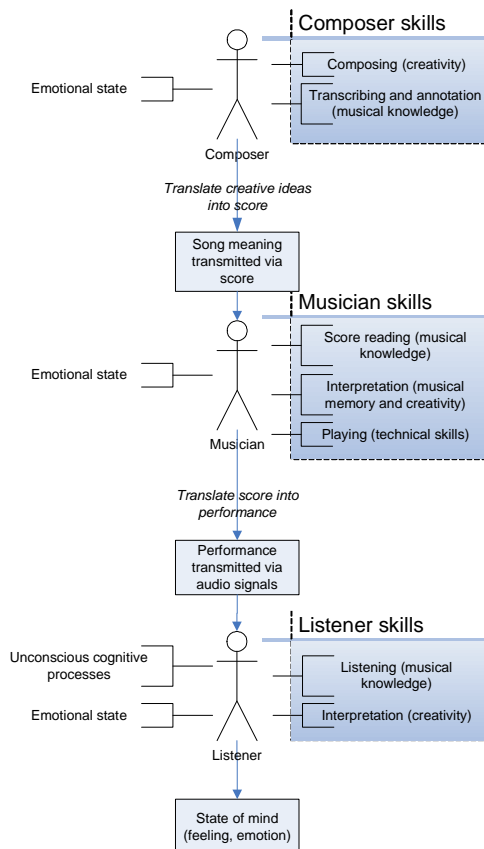 Composer skills
Composing (creativity)
Emotional state
Transcribing and annotation
(musical knowledge)
Composer
Translate creative ideas
into score
Song meaning
transmitted via
score
Musician skills
Score reading (musical
knowledge)
Emotional state
Interpretation (musical
memory and creativity)
Playing (technical skills)
Musician
Translate score into
performance
Performance
transmitted via
audio signals
Listener skills
Unconscious cognitive
processes
Listening (musical
knowledge)
Emotional state
Interpretation (creativity)
Listener
State of mind
(feeling, emotion)